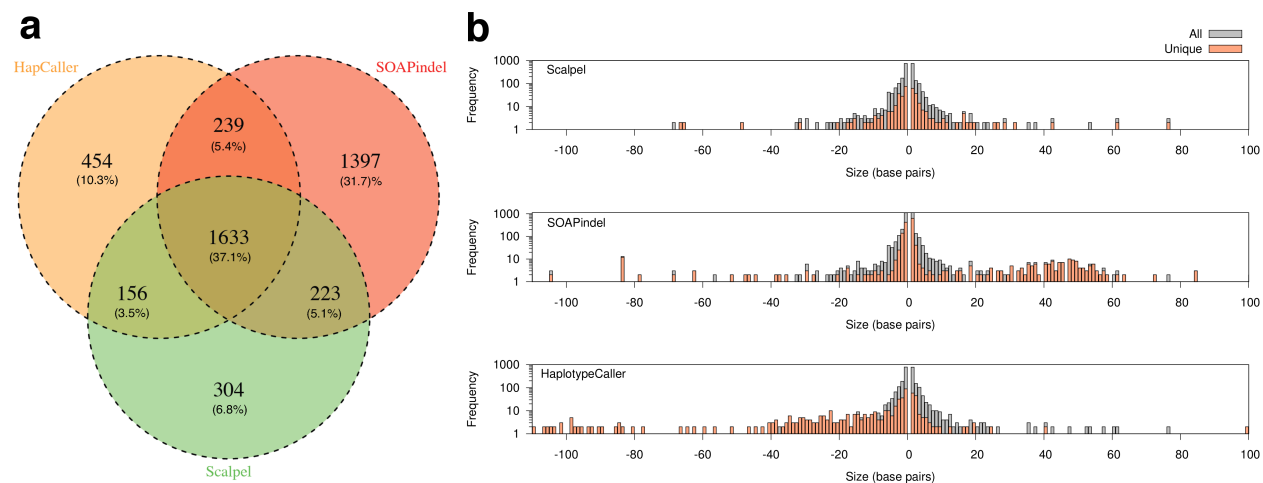 a
HapCaller
SOAPindel
239
(5.4%)
454
(10.3%)
1397
(31.7)%
1633
(37.1%)
156
(3.5%)
223
(5.1%)
304
(6.8%)
Scalpel
b
All
Unique
Scalpel
Frequency
1000
100
10
1
-100 -80 -60 -40 -20 0 20 40 60 80 100
Size (base pairs)
SOAPindel
Frequency
1000
100
10
1
-100 -80 -60 -40 -20 0 20 40 60 80 100
Size (base pairs)
HaplotypeCaller
Frequency
1000
100
10
1
-100 -80 -60 -40 -20 0 20 40 60 80 100
Size (base pairs)